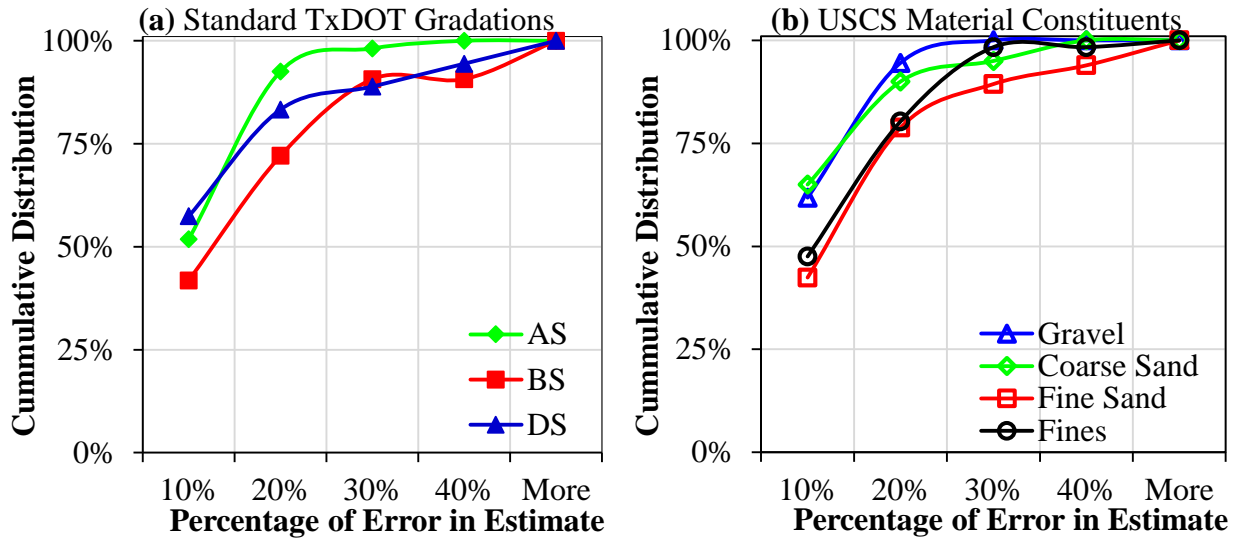 (a) Standard TxDOT Gradations
Cummulative Distribution
100%
75%
50%
25%
0%
AS
BS
DS
10% 20% 30% 40% More
Percentage of Error in Estimate
(b) USCS Material Constituents
Cummulative Distribution
100%
75%
50%
25%
0%
Gravel
Coarse Sand
Fine Sand
Fines
10% 20% 30% 40% More
Percentage of Error in Estimate